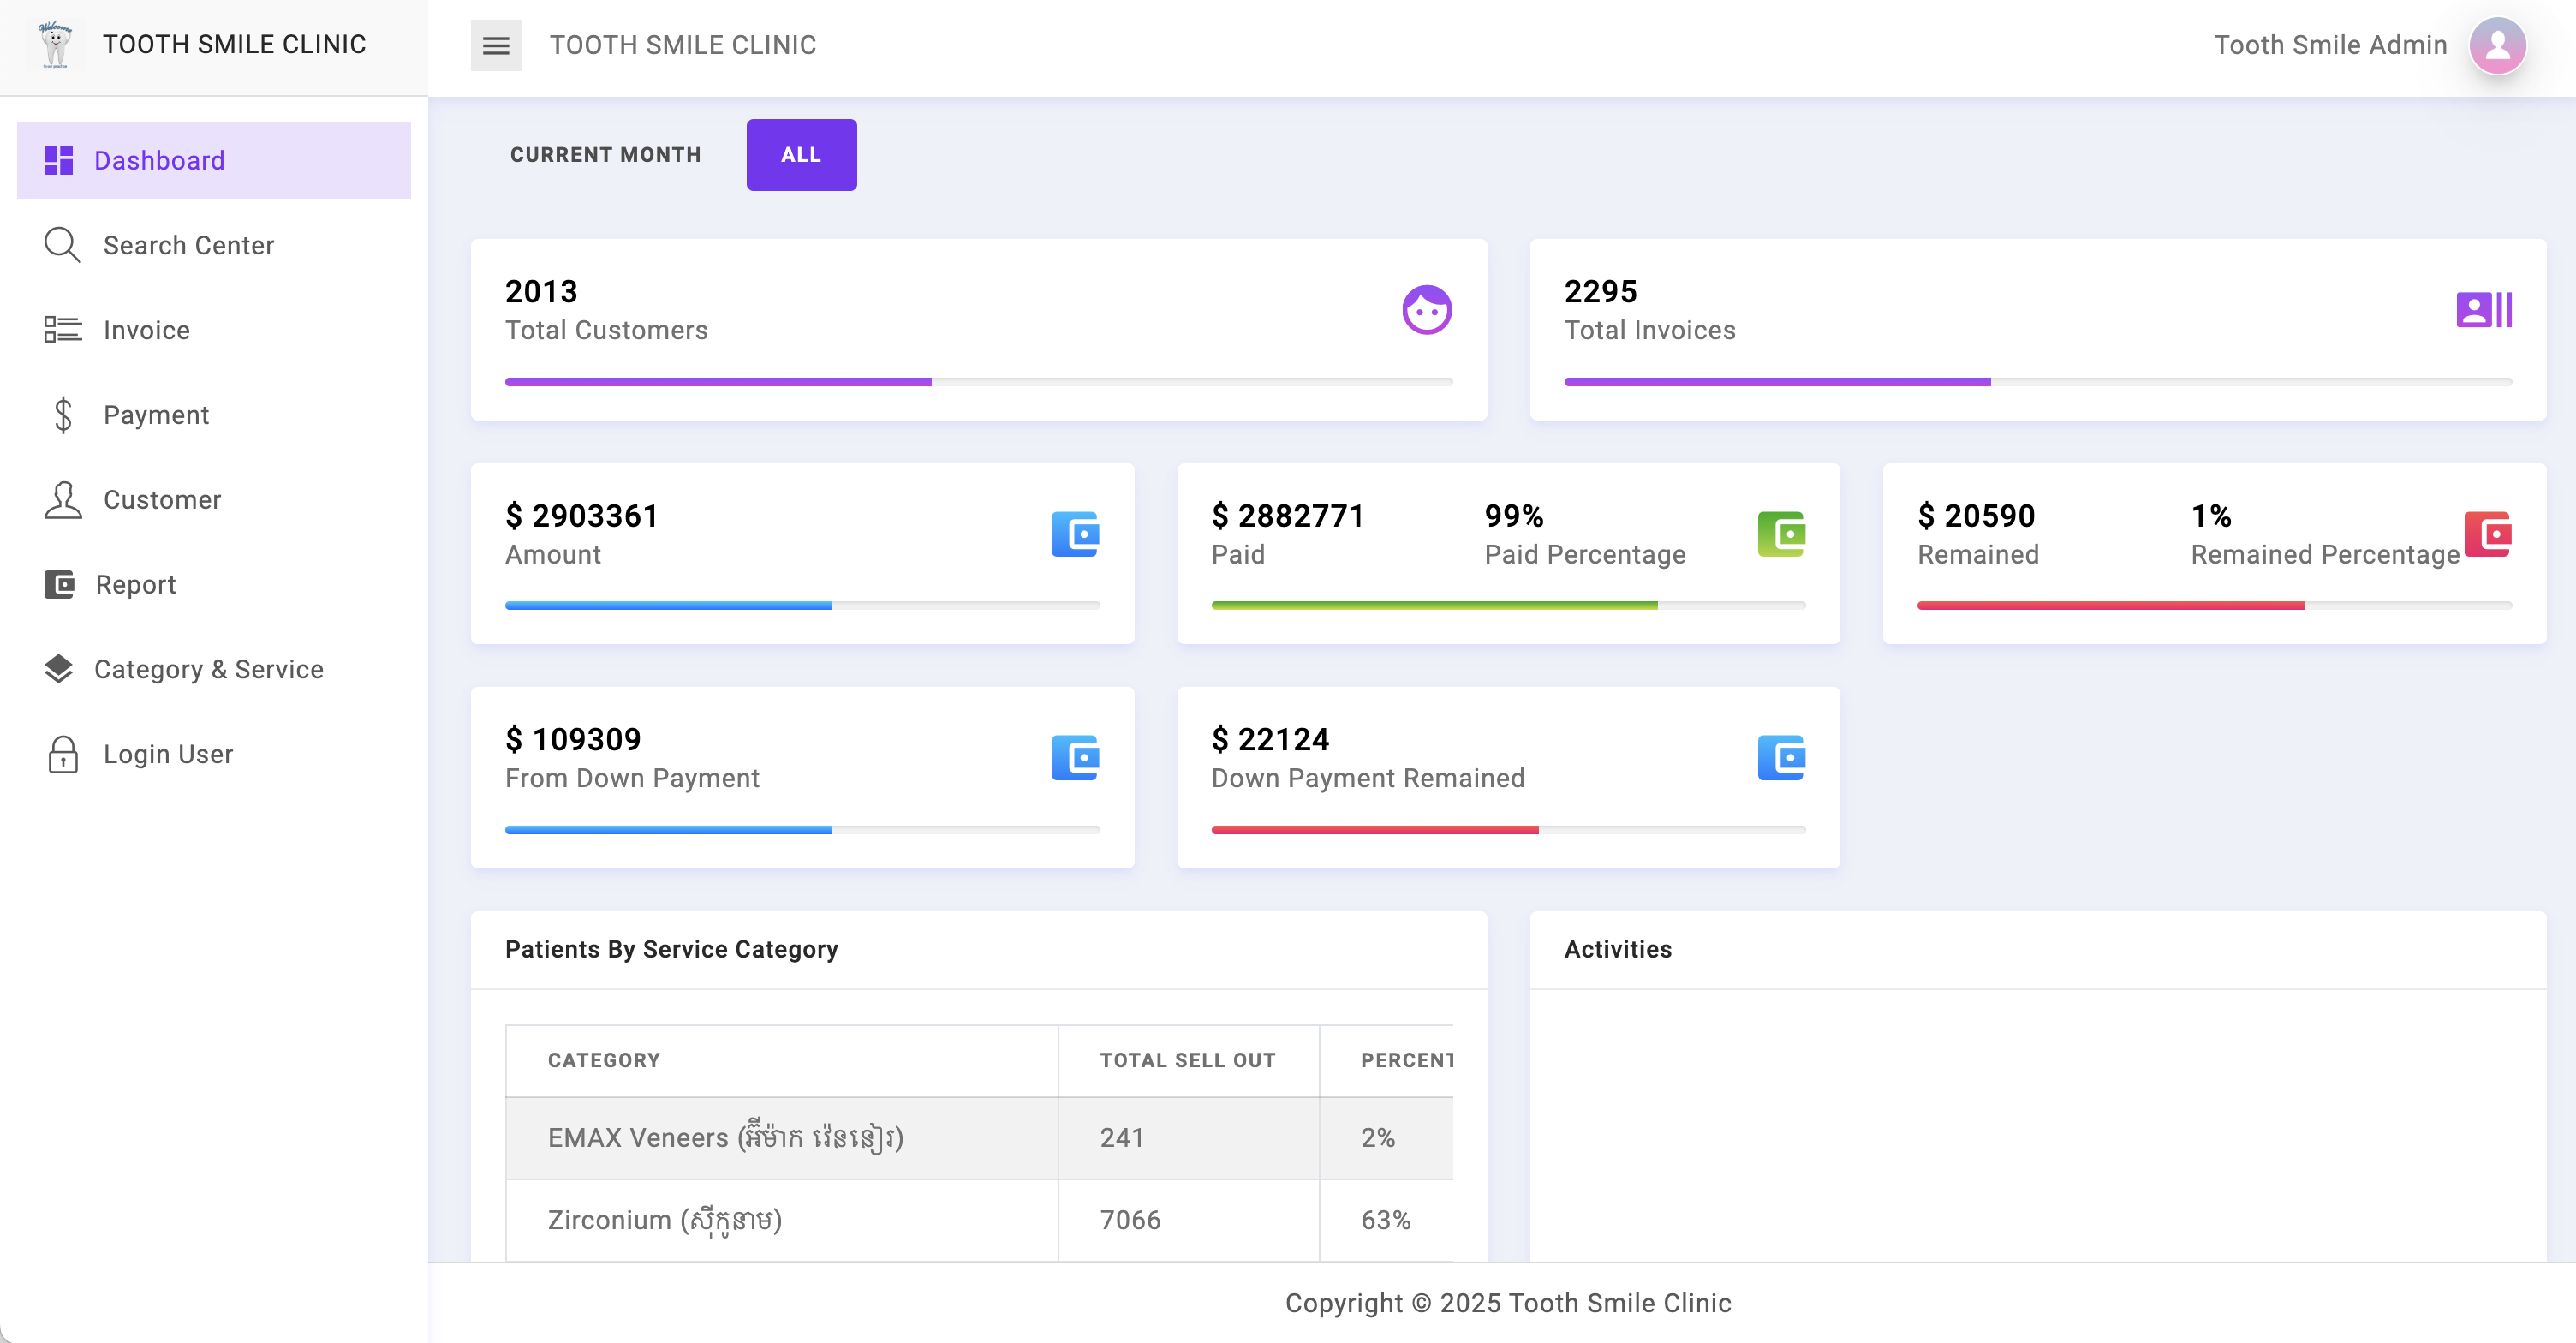 TOOTH SMILE CLINIC
TOOTH SMILE CLINIC
Tooth Smile Admin
Dashboard
Search Center
Invoice
Payment
Customer
Report
Category & Service
Login User
CURRENT MONTH
ALL
2013
Total Customers
2295
Total Invoices
$ 2903361
Amount
$ 2882771
Paid
99%
Paid Percentage
$ 20590
Remained
1%
Remained Percentage
$ 109309
From Down Payment
$ 22124
Down Payment Remained
Patients By Service Category
CATEGORY TOTAL SELL OUT PERCENT
EMAX Veneers (អ៊ីម៉ាក វ៉េននៀរ) 241 2%
Zirconium (ស៊ីកូនាម) 7066 63%
Activities
Copyright © 2025 Tooth Smile Clinic